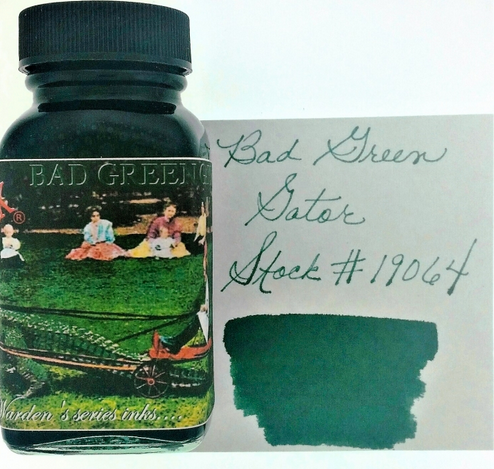 BAD GREEN G
®
Warden's series inks....
Bad Green
Gator
Stock # 19064